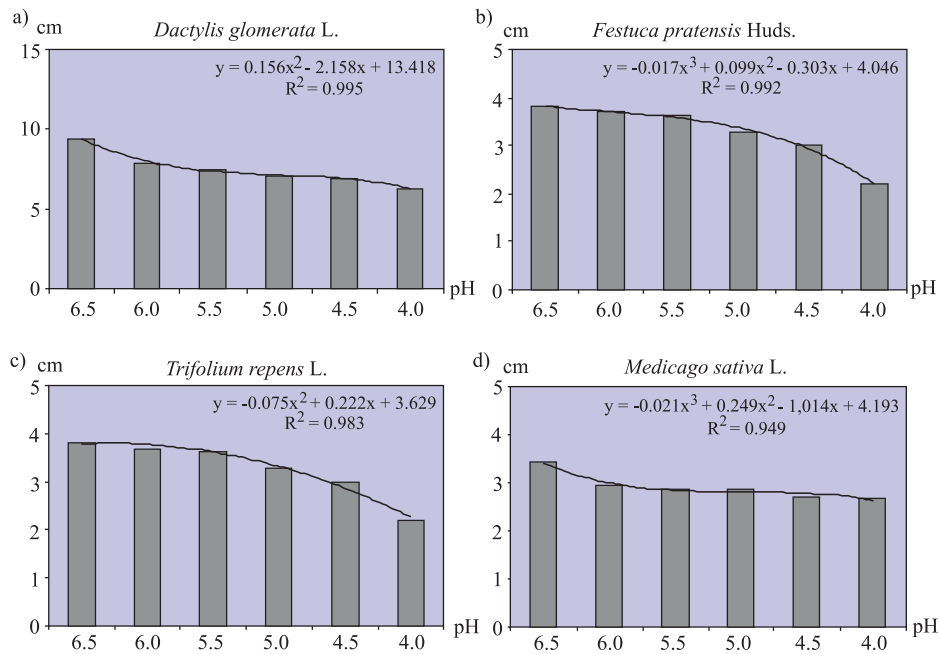 a)
cm
Dactylis glomerata L.
y = 0.156x2 - 2.158x + 13.418
R2 = 0.995
15
10
5
0
6.5 6.0 5.5 5.0 4.5 4.0
pH
b)
cm
Festuca pratensis Huds.
y = -0.017x3 + 0.099x2 - 0.303x + 4.046
R2 = 0.992
5
4
3
2
1
0
6.5 6.0 5.5 5.0 4.5 4.0
pH
c)
cm
Trifolium repens L.
y = -0.075x2 + 0.222x + 3.629
R2 = 0.983
5
4
3
2
1
0
6.5 6.0 5.5 5.0 4.5 4.0
pH
d)
cm
Medicago sativa L.
y = -0.021x3 + 0.249x2 - 1,014x + 4.193
R2 = 0.949
5
4
3
2
1
0
6.5 6.0 5.5 5.0 4.5 4.0
pH